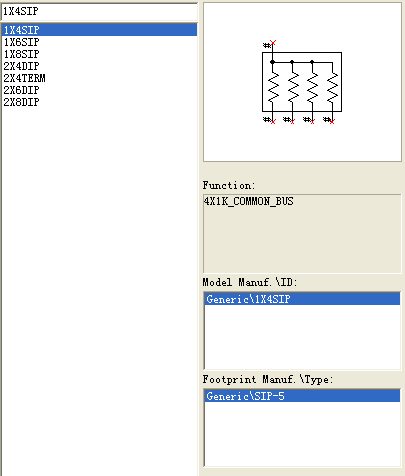 1X4SIP
1X4SIP
1X6SIP
1X8SIP
2X4DIP
2X4TERM
2X6DIP
2X8DIP
Function:
4X1K_COMMON_BUS
Model Manuf.\ID:
Generic\1X4SIP
Footprint Manuf.\Type:
Generic\SIP-5